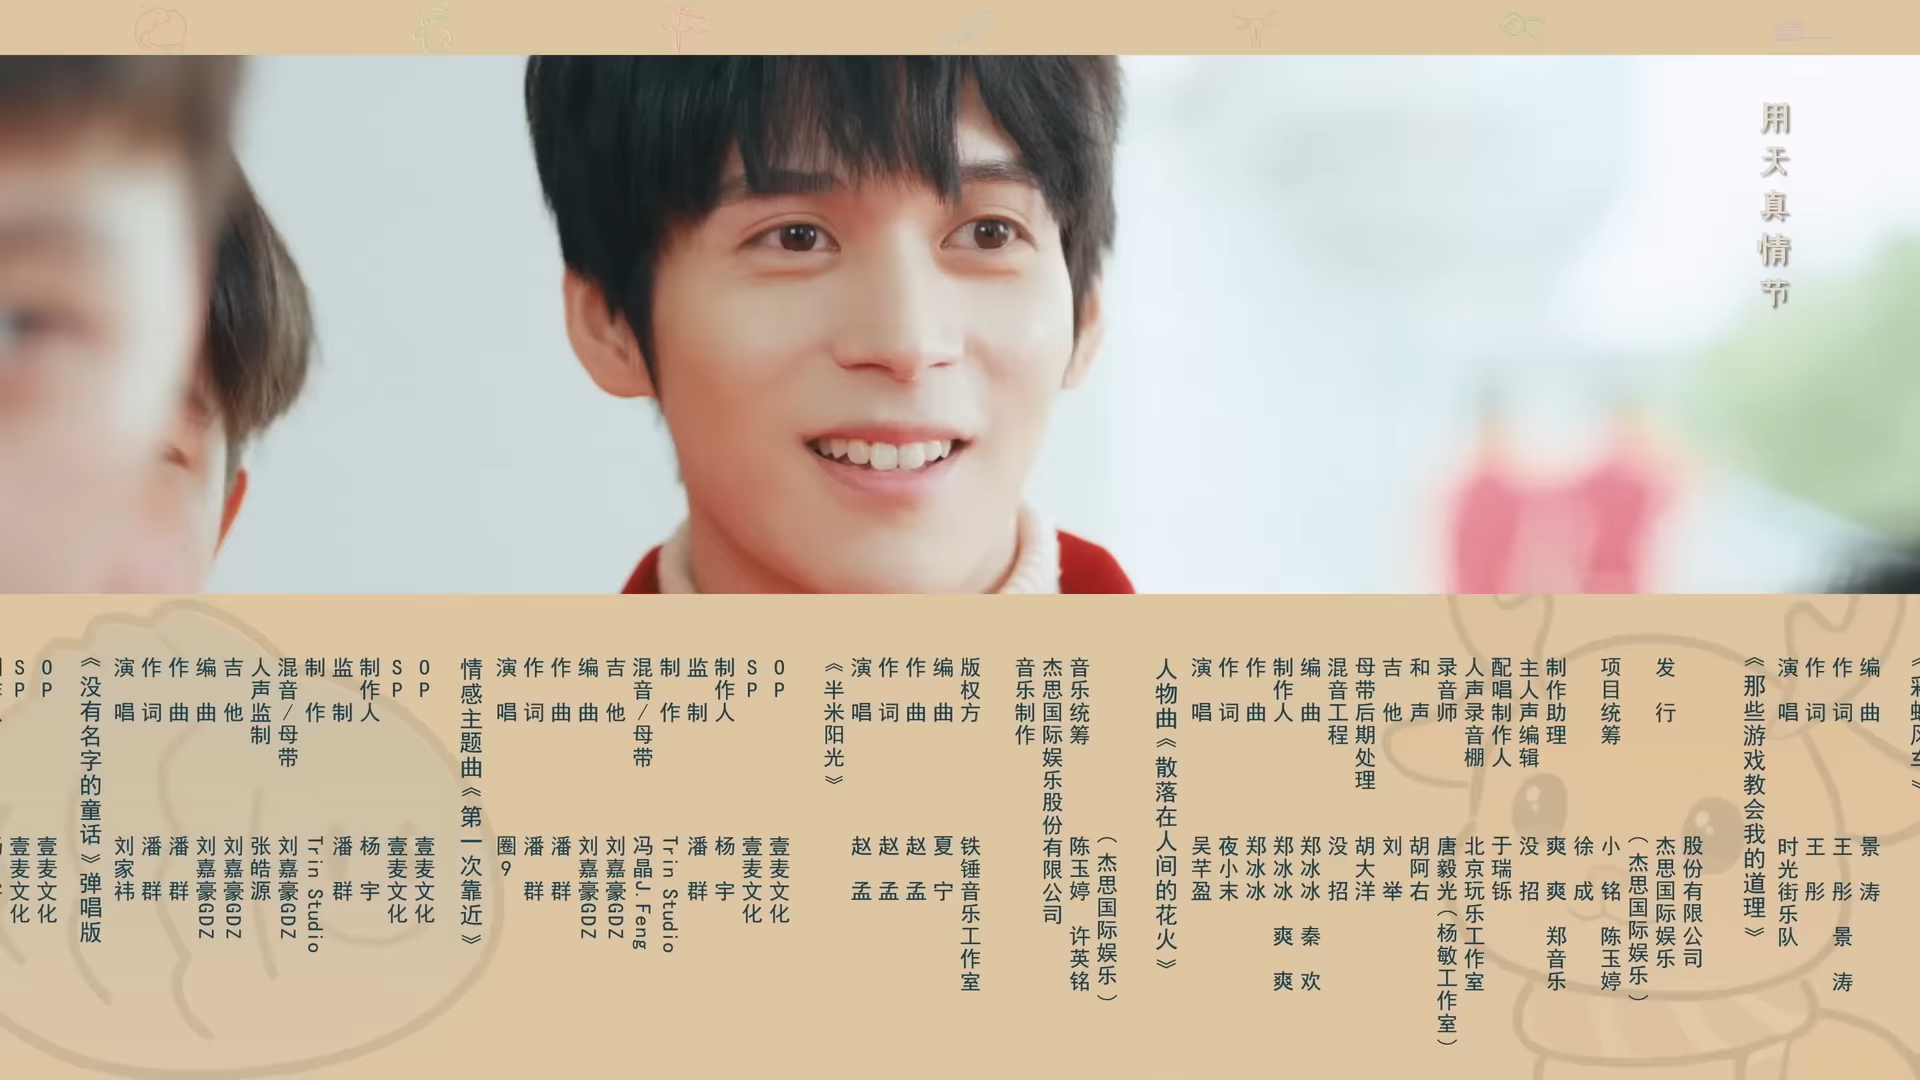 用天真情节
SP 壹麦文化
OP 壹麦文化
《没有名字的童话》弹唱版
演唱 刘家祎
作词 潘群
作曲 潘群
编曲 刘嘉豪GDZ
吉他 刘嘉豪GDZ
人声监制 张皓源
混音/母带 刘嘉豪GDZ
制作 Trin Studio
监制 潘群
制作人 杨宇
SP 壹麦文化
OP 壹麦文化
情感主题曲《第一次靠近》
演唱 圈9
作词 潘群
作曲 潘群
编曲 刘嘉豪GDZ
吉他 刘嘉豪GDZ
混音/母带 冯晶J.Feng
制作 Trin Studio
监制 潘群
制作人 杨宇
SP 壹麦文化
OP 壹麦文化
《半米阳光》
演唱 赵孟
作词 赵孟
作曲 赵孟
编曲 夏宁
版权方 铁锤音乐工作室
音乐制作
杰思国际娱乐股份有限公司
音乐统筹 陈玉婷 许英铭
（杰思国际娱乐）
人物曲《散落在人间的花火》
演唱 吴芊盈
作词 夜小末
作曲 郑冰冰
制作人 郑冰冰 爽爽
编曲 郑冰冰 秦欢
混音工程 没招
母带后期处理 胡大洋
吉他 刘举
和声 胡阿右
录音师 唐毅光（杨敏工作室）
人声录音棚 北京玩乐工作室
配唱制作人 于瑞铄
主人声编辑 没招
制作助理 爽爽 郑音乐
徐成
项目统筹 小铭 陈玉婷
（杰思国际娱乐）
发行 杰思国际娱乐
股份有限公司
《那些游戏教会我的道理》
演唱 时光街乐队
作词 王彤
作词 王彤 景涛
编曲 景涛